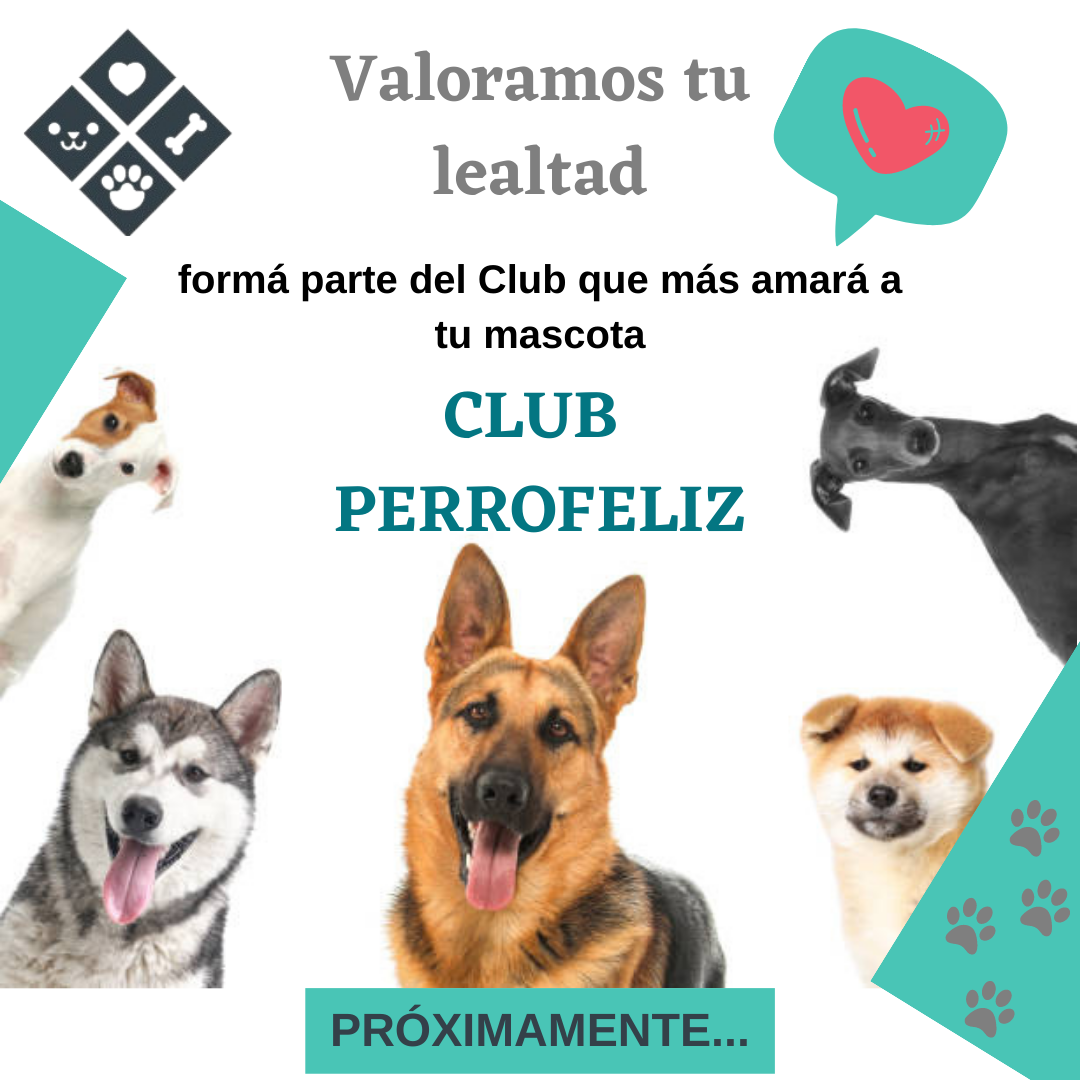 Valoramos tu
lealtad
formá parte del Club que más amará a
tu mascota
CLUB
PERROFELIZ
PRÓXIMAMENTE...